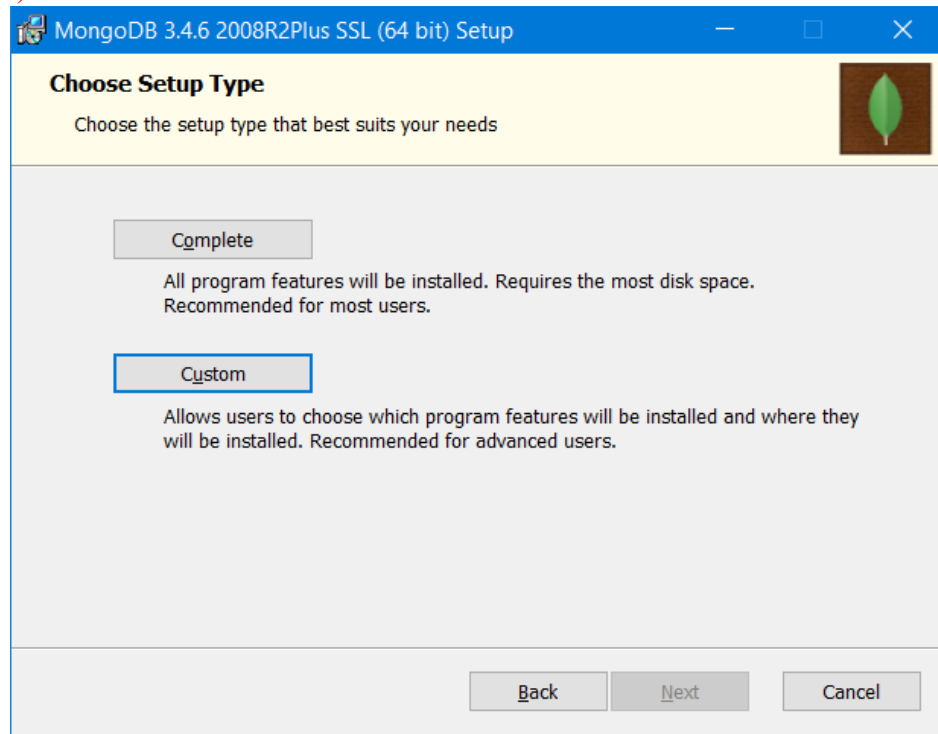 MongoDB 3.4.6 2008R2Plus SSL (64 bit) Setup
Choose Setup Type
Choose the setup type that best suits your needs
Complete
All program features will be installed. Requires the most disk space.
Recommended for most users.
Custom
Allows users to choose which program features will be installed and where they
will be installed. Recommended for advanced users.
Back
Next
Cancel